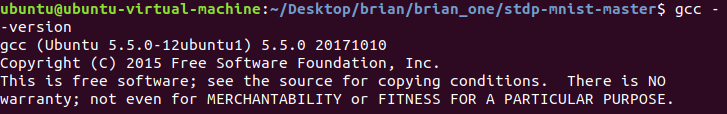 ubuntu@ubuntu-virtual-machine:~/Desktop/brian/brian_one/stdp-mnist-master$ gcc -
-version
gcc (Ubuntu 5.5.0-12ubuntu1) 5.5.0 20171010
Copyright (C) 2015 Free Software Foundation, Inc.
This is free software; see the source for copying conditions.  There is NO
warranty; not even for MERCHANTABILITY or FITNESS FOR A PARTICULAR PURPOSE.